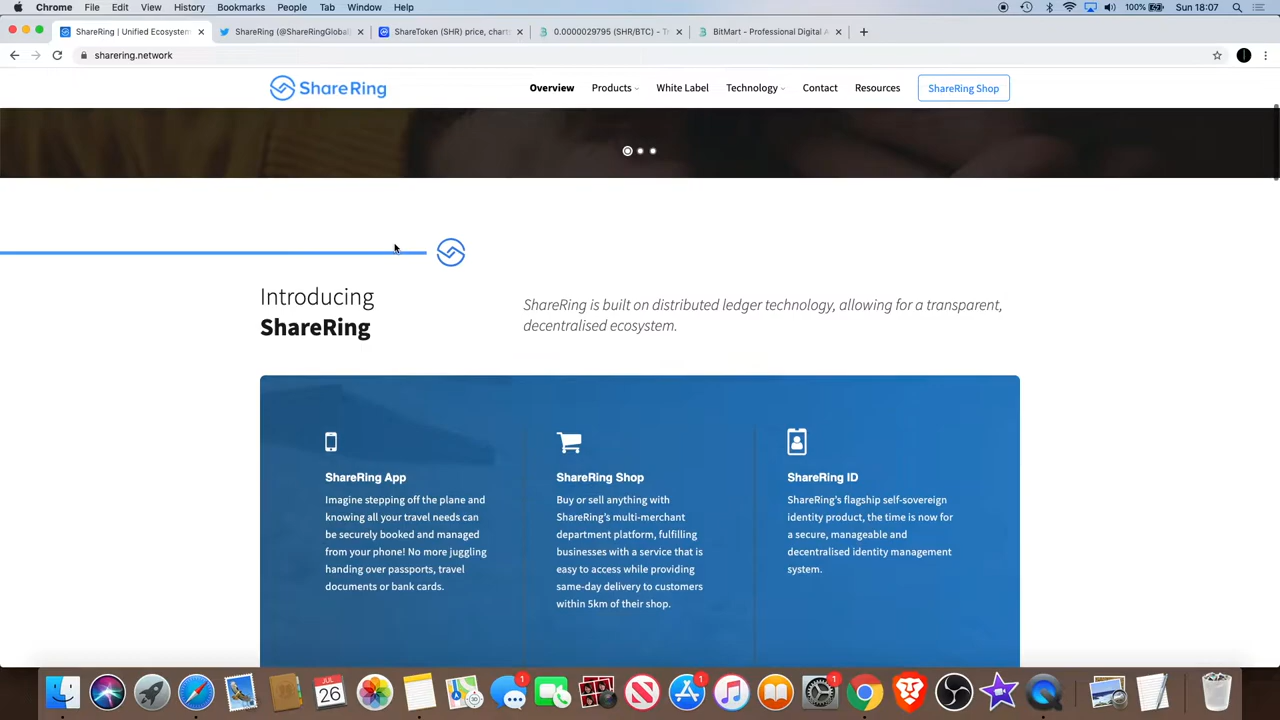 Chrome File Edit View History Bookmarks People Tab Window Help 100% Sun 18:07
ShareRing | Unified Ecosystem
ShareRing (@ShareRingGlobal
ShareToken (SHR) price, chart
0.0000029795 (SHR/BTC) - Tr
BitMart - Professional Digital A
sharering.network
ShareRing
Overview Products White Label Technology Contact Resources ShareRing Shop
Introducing
ShareRing
ShareRing is built on distributed ledger technology, allowing for a transparent,
decentralised ecosystem.
ShareRing App
Imagine stepping off the plane and
knowing all your travel needs can
be securely booked and managed
from your phone! No more juggling
handing over passports, travel
documents or bank cards.
ShareRing Shop
Buy or sell anything with
ShareRing's multi-merchant
department platform, fulfilling
businesses with a service that is
easy to access while providing
same-day delivery to customers
within 5km of their shop.
ShareRing ID
ShareRing's flagship self-sovereign
identity product, the time is now for
a secure, manageable and
decentralised identity management
system.
JUL
26
1
1
1